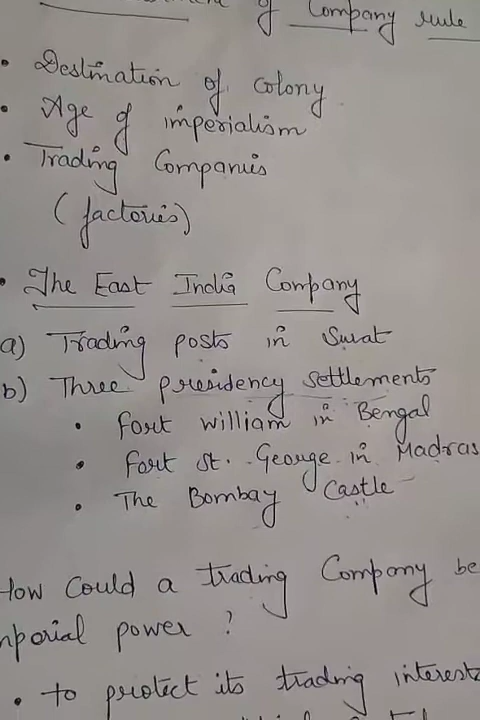 of Company rule
• Destination of Colony
• Age of imperialism
• Trading Companies
(factories)
• The East India Company
a) Trading posts in Surat
b) Three presidency settlements
• Fort William in Bengal
• Fort St. George in Madras
• The Bombay Castle
How could a trading Company be
imperial power?
• to protect its trading interests